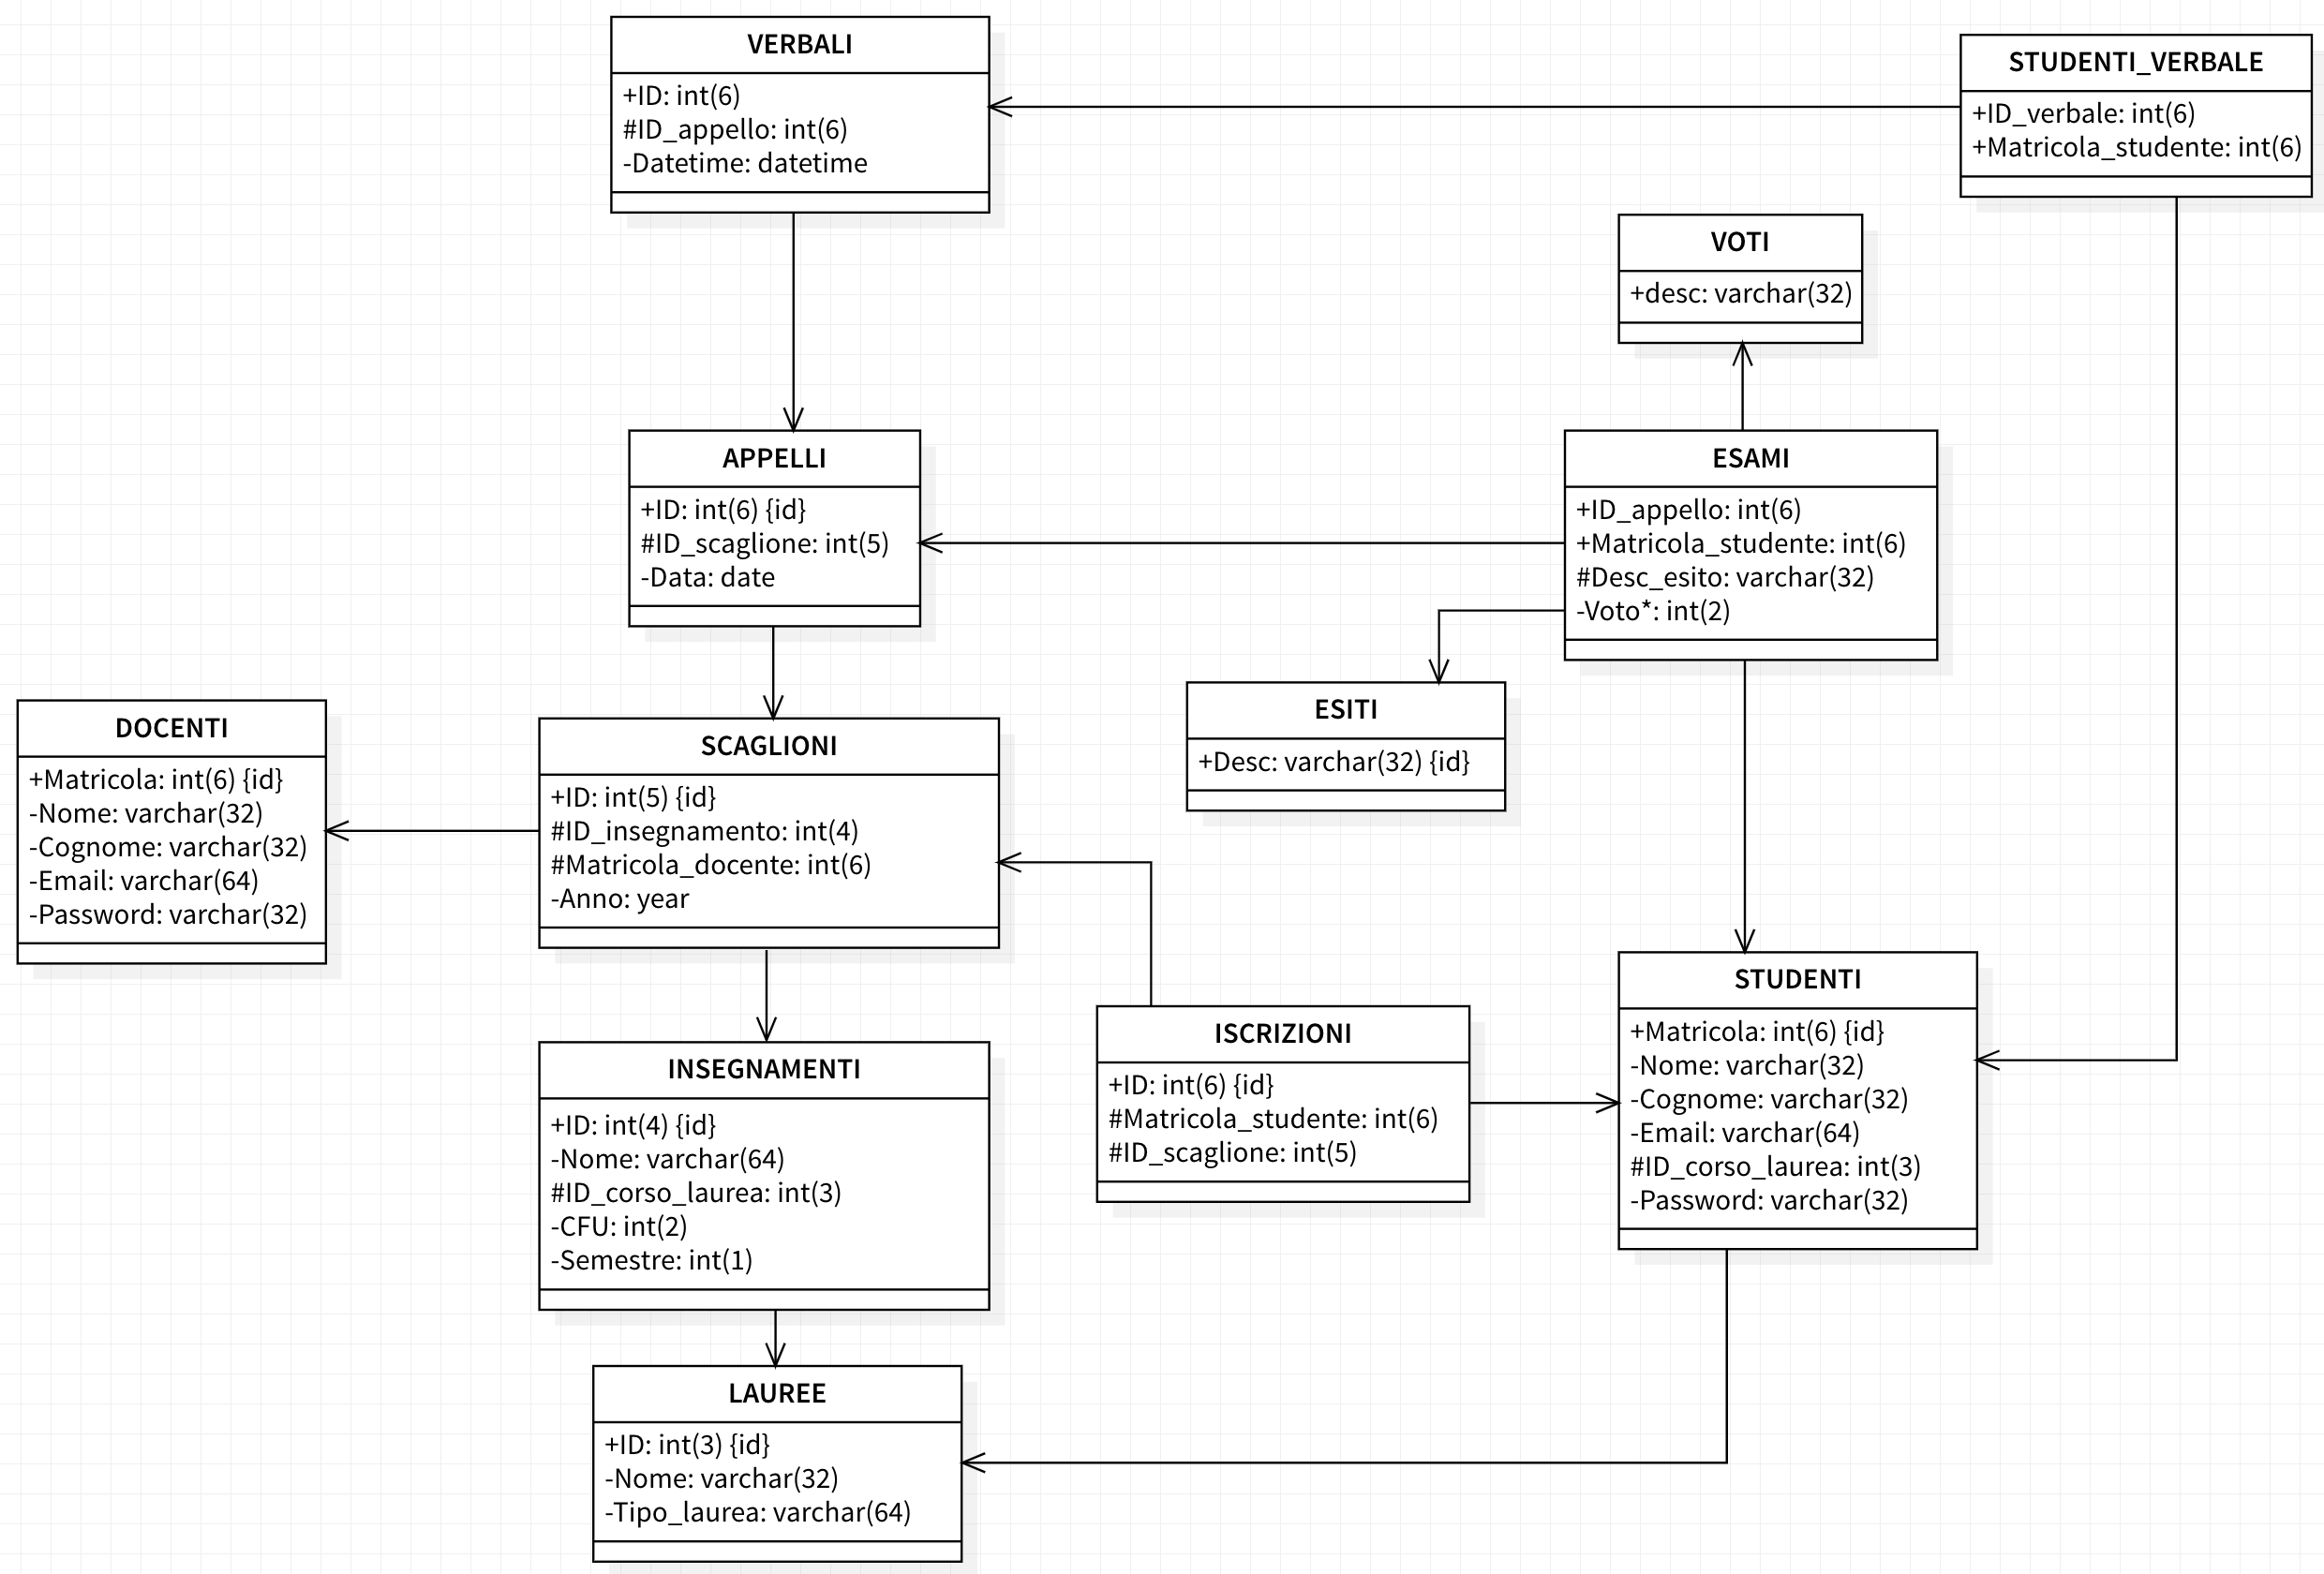 VERBALI
+ID: int(6)
#ID_appello: int(6)
-Datetime: datetime
STUDENTI_VERBALE
+ID_verbale: int(6)
+Matricola_studente: int(6)
VOTI
+desc: varchar(32)
APPELLI
+ID: int(6) {id}
#ID_scaglione: int(5)
-Data: date
ESAMI
+ID_appello: int(6)
+Matricola_studente: int(6)
#Desc_esito: varchar(32)
-Voto*: int(2)
ESITI
+Desc: varchar(32) {id}
DOCENTI
+Matricola: int(6) {id}
-Nome: varchar(32)
-Cognome: varchar(32)
-Email: varchar(64)
-Password: varchar(32)
SCAGLIONI
+ID: int(5) {id}
#ID_insegnamento: int(4)
#Matricola_docente: int(6)
-Anno: year
INSEGNAMENTI
+ID: int(4) {id}
-Nome: varchar(64)
#ID_corso_laurea: int(3)
-CFU: int(2)
-Semestre: int(1)
ISCRIZIONI
+ID: int(6) {id}
#Matricola_studente: int(6)
#ID_scaglione: int(5)
STUDENTI
+Matricola: int(6) {id}
-Nome: varchar(32)
-Cognome: varchar(32)
-Email: varchar(64)
#ID_corso_laurea: int(3)
-Password: varchar(32)
LAUREE
+ID: int(3) {id}
-Nome: varchar(32)
-Tipo_laurea: varchar(64)